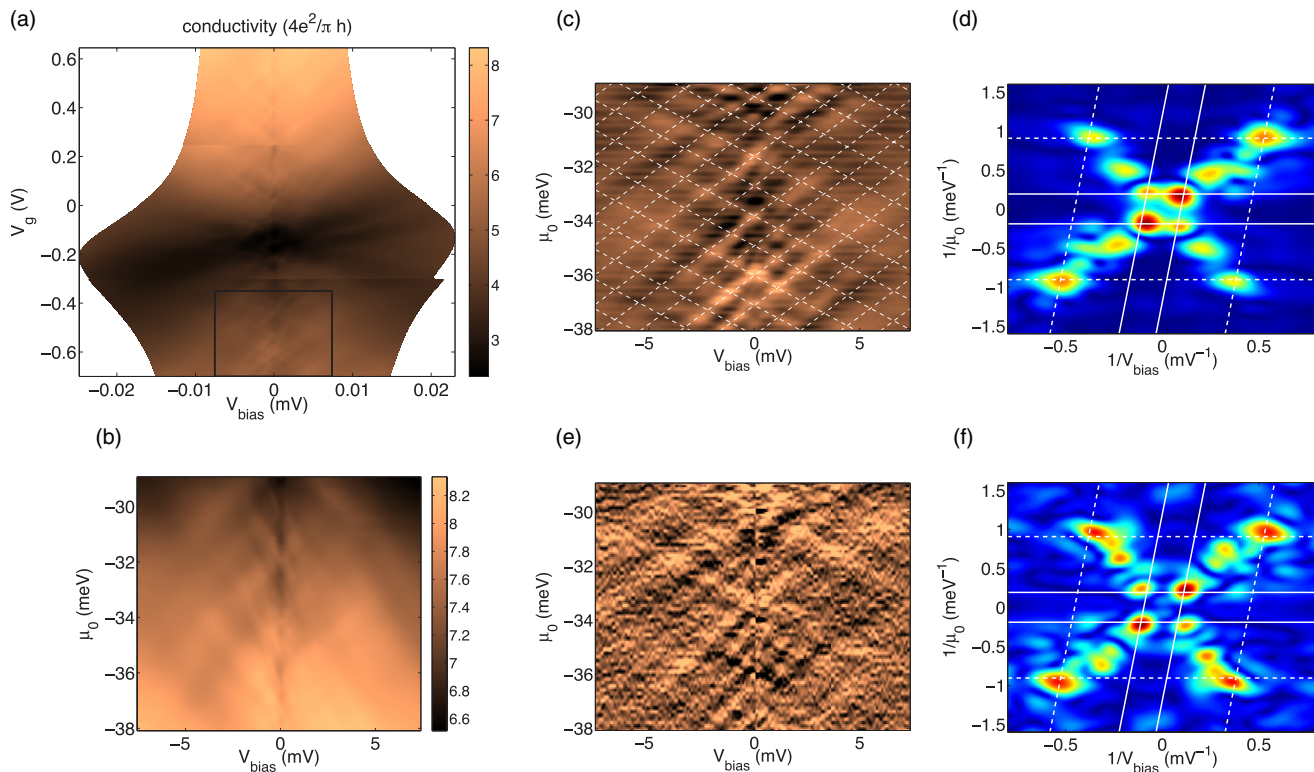 (a)
conductivity (4e²/π h)
0.6
0.4
0.2
0
−0.2
−0.4
−0.6
V_g (V)
−0.02 −0.01 0 0.01 0.02
V_bias (mV)
8
7
6
5
4
3
(c)
−30
−32
−34
−36
−38
μ₀ (meV)
−5 0 5
V_bias (mV)
(d)
1.5
1
0.5
0
−0.5
−1
−1.5
1/μ₀ (meV⁻¹)
−0.5 0 0.5
1/V_bias (mV⁻¹)
(b)
−30
−32
−34
−36
−38
μ₀ (meV)
−5 0 5
V_bias (mV)
8.2
8
7.8
7.6
7.4
7.2
7
6.8
6.6
(e)
−30
−32
−34
−36
−38
μ₀ (meV)
−5 0 5
V_bias (mV)
(f)
1.5
1
0.5
0
−0.5
−1
−1.5
1/μ₀ (meV⁻¹)
−0.5 0 0.5
1/V_bias (mV⁻¹)